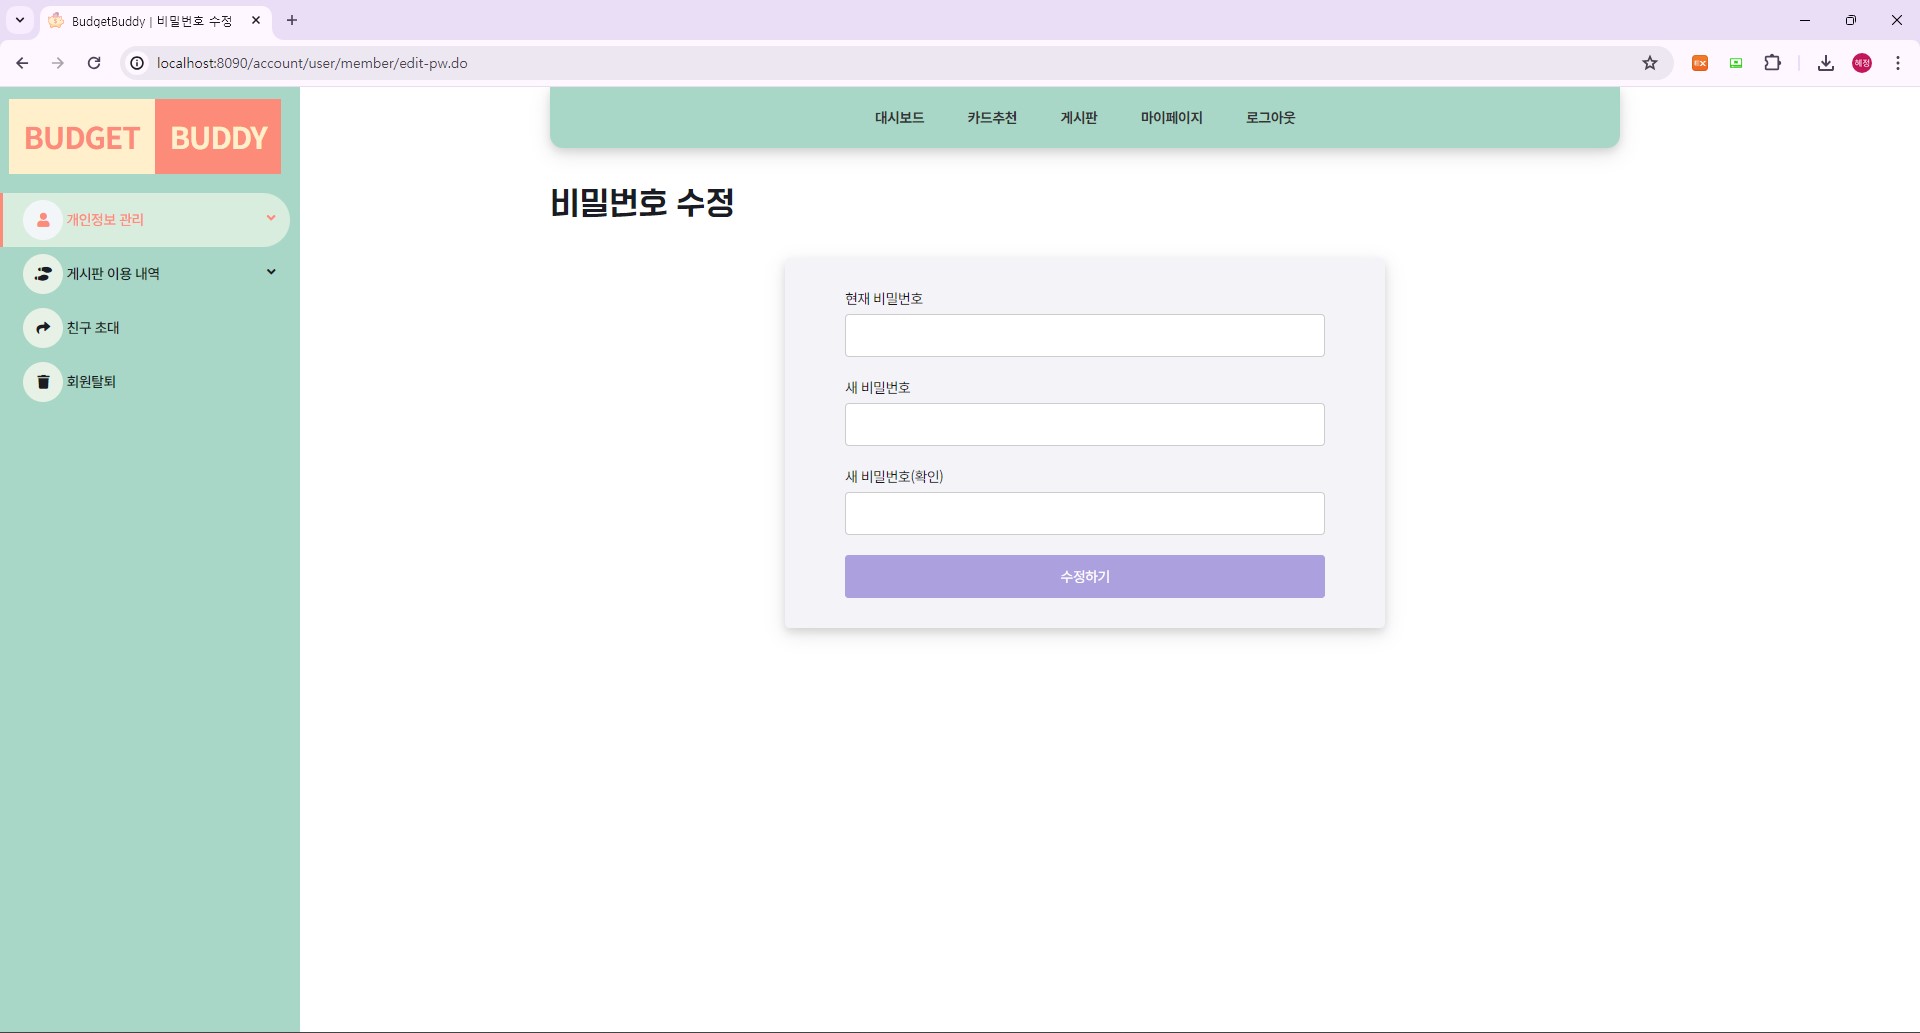 BudgetBuddy | 비밀번호 수정
localhost:8090/account/user/member/edit-pw.do
혜정
BUDGET BUDDY
대시보드 카드추천 게시판 마이페이지 로그아웃
개인정보 관리
게시판 이용 내역
친구 초대
회원탈퇴
비밀번호 수정
현재 비밀번호
새 비밀번호
새 비밀번호(확인)
수정하기